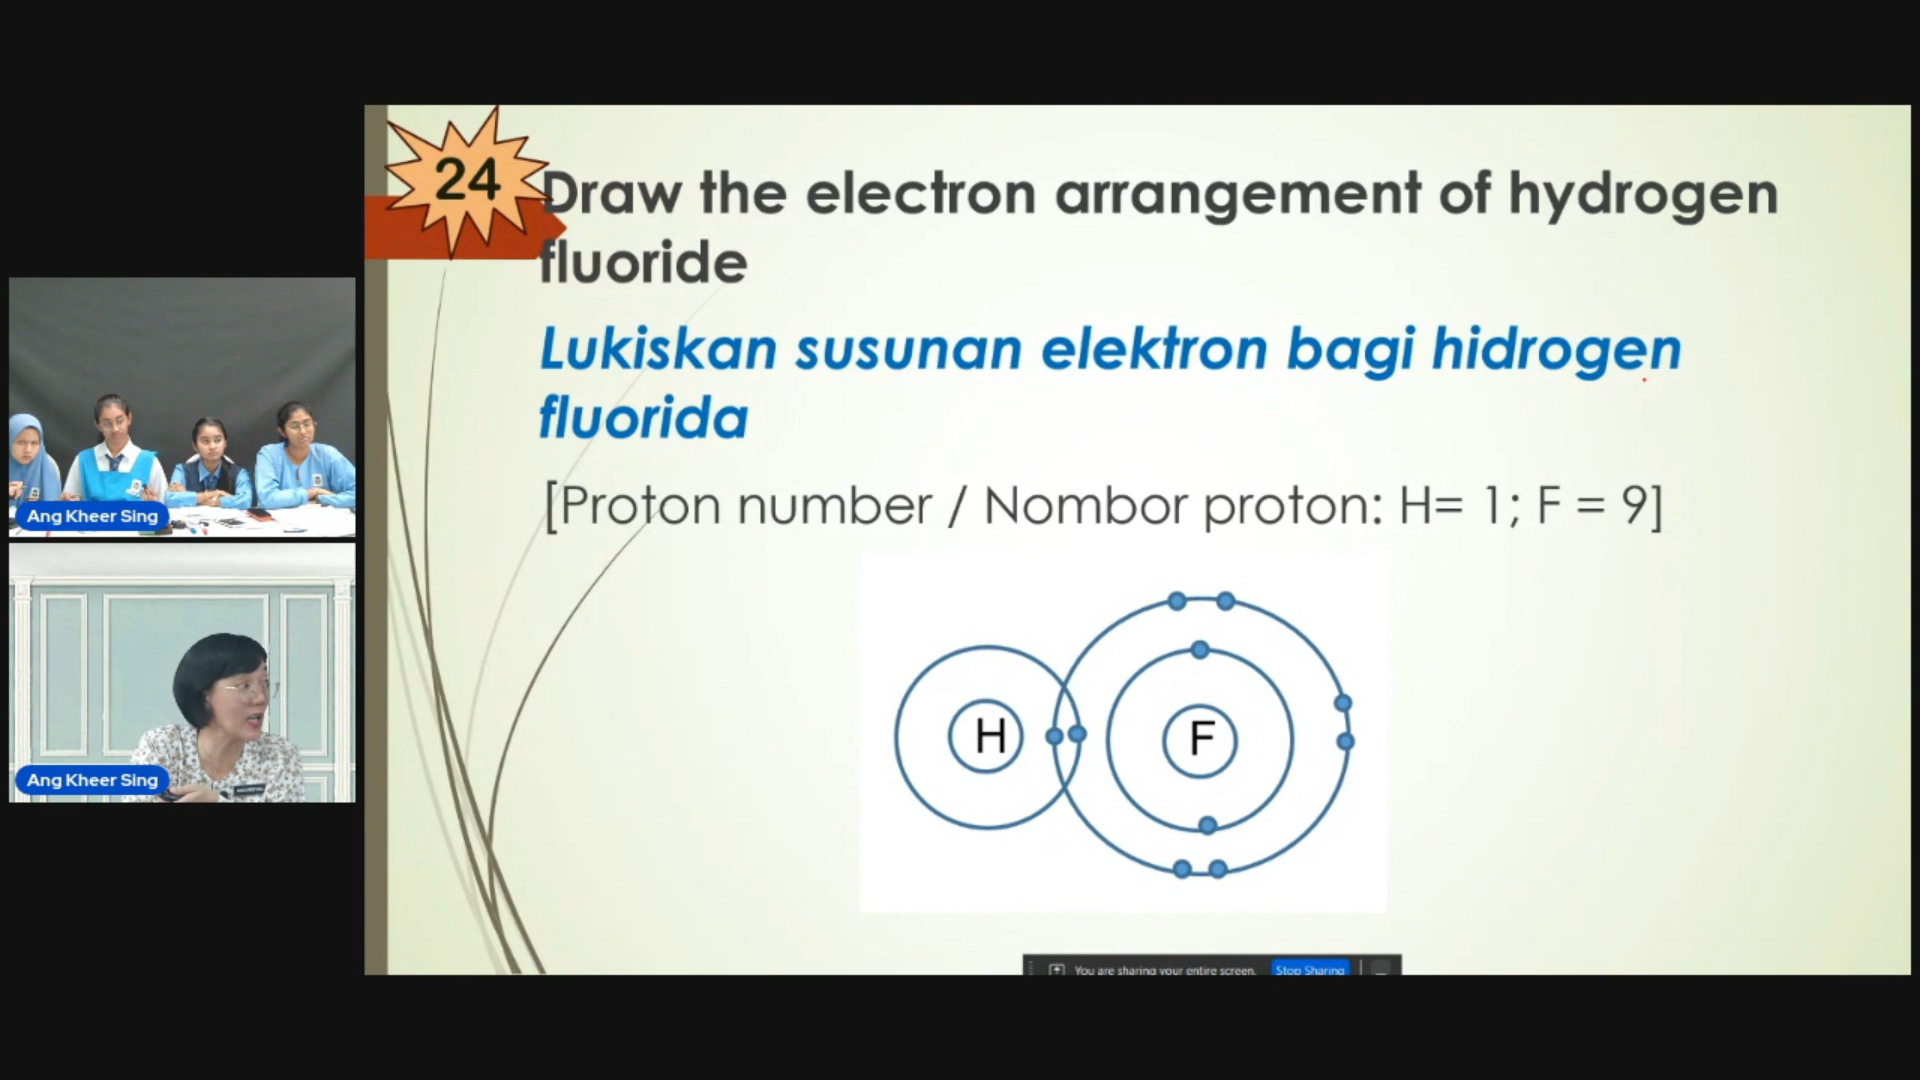 24
Draw the electron arrangement of hydrogen
fluoride
Lukiskan susunan elektron bagi hidrogen
fluorida
[Proton number / Nombor proton: H= 1; F = 9]
H
F
Ang Kheer Sing
Ang Kheer Sing
You are sharing your entire screen.
Stop Sharing